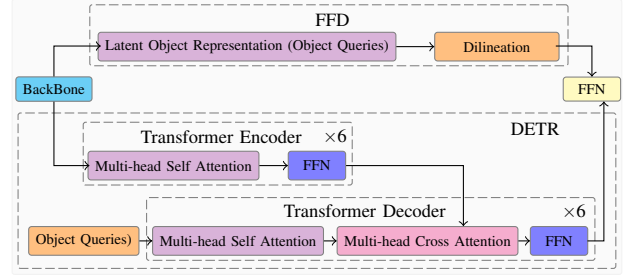 FFD
Latent Object Representation (Object Queries)
Dilineation
BackBone
FFN
DETR
Transformer Encoder
×6
Multi-head Self Attention
FFN
Transformer Decoder
×6
Object Queries)
Multi-head Self Attention
Multi-head Cross Attention
FFN